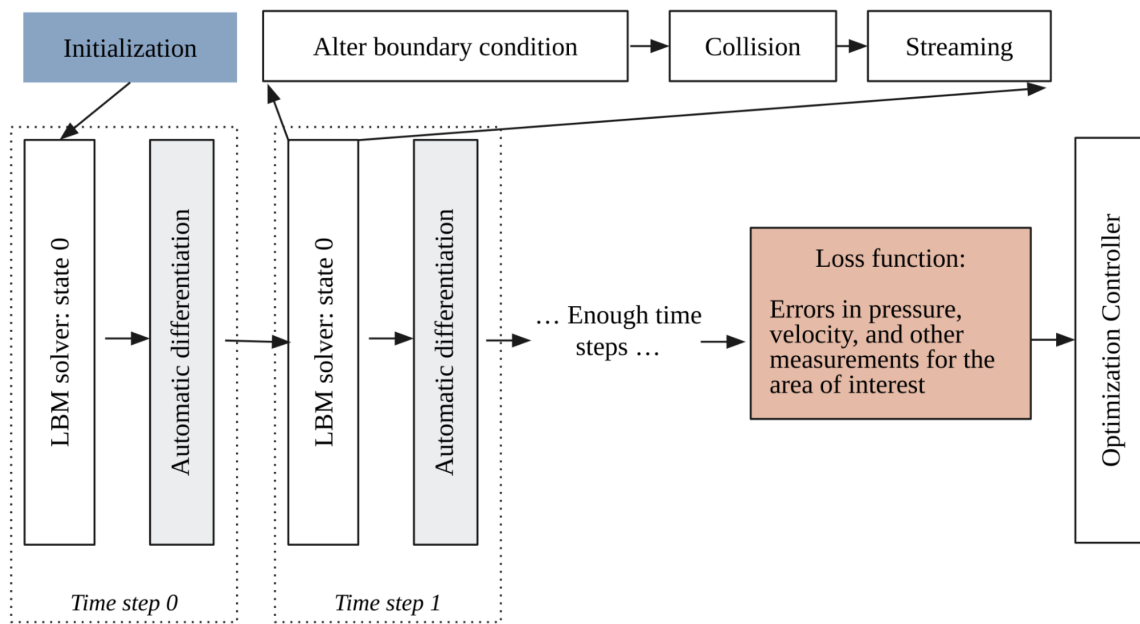 Initialization
Alter boundary condition
Collision
Streaming
LBM solver: state 0
Automatic differentiation
Time step 0
LBM solver: state 0
Automatic differentiation
Time step 1
… Enough time
steps …
Loss function:
Errors in pressure,
velocity, and other
measurements for the
area of interest
Optimization Controller